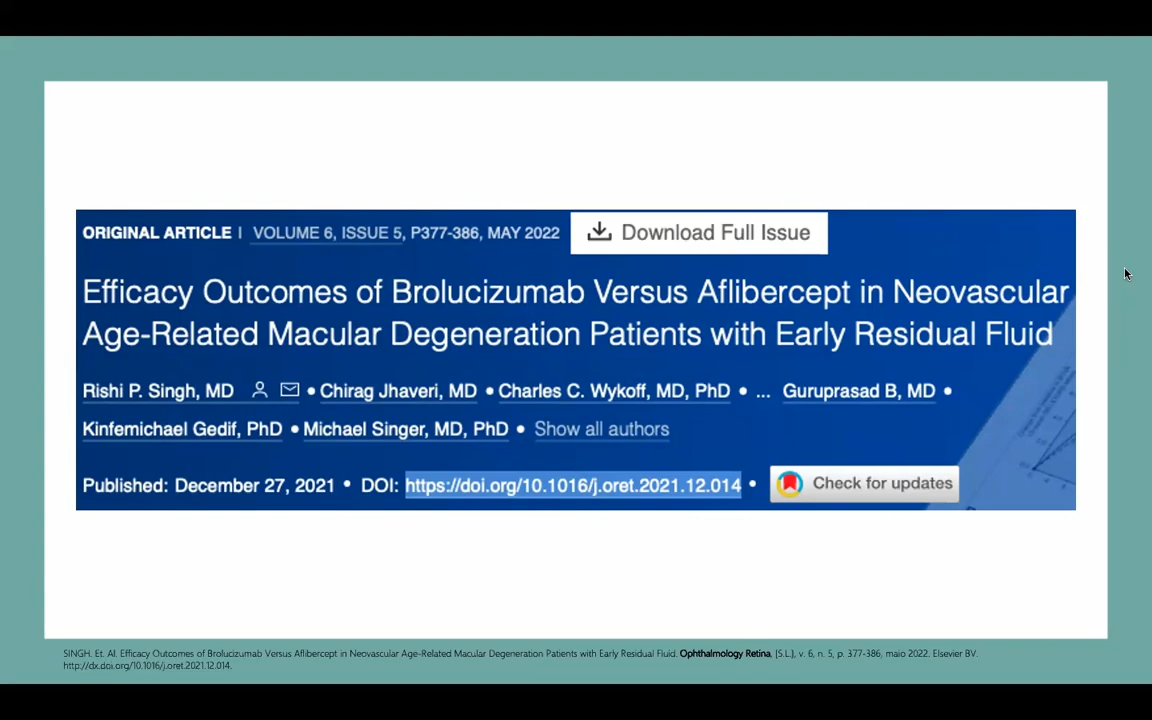 ORIGINAL ARTICLE | VOLUME 6, ISSUE 5, P377-386, MAY 2022 Download Full Issue
Efficacy Outcomes of Brolucizumab Versus Aflibercept in Neovascular
Age-Related Macular Degeneration Patients with Early Residual Fluid
Rishi P. Singh, MD • Chirag Jhaveri, MD • Charles C. Wykoff, MD, PhD • ... Guruprasad B, MD •
Kinfemichael Gedif, PhD • Michael Singer, MD, PhD • Show all authors
Published: December 27, 2021 • DOI: https://doi.org/10.1016/j.oret.2021.12.014 • Check for updates
SINGH, Et. Al. Efficacy Outcomes of Brolucizumab Versus Aflibercept in Neovascular Age-Related Macular Degeneration Patients with Early Residual Fluid. Ophthalmology Retina, [S.L.], v. 6, n. 5, p. 377-386, maio 2022. Elsevier BV.
http://dx.doi.org/10.1016/j.oret.2021.12.014.